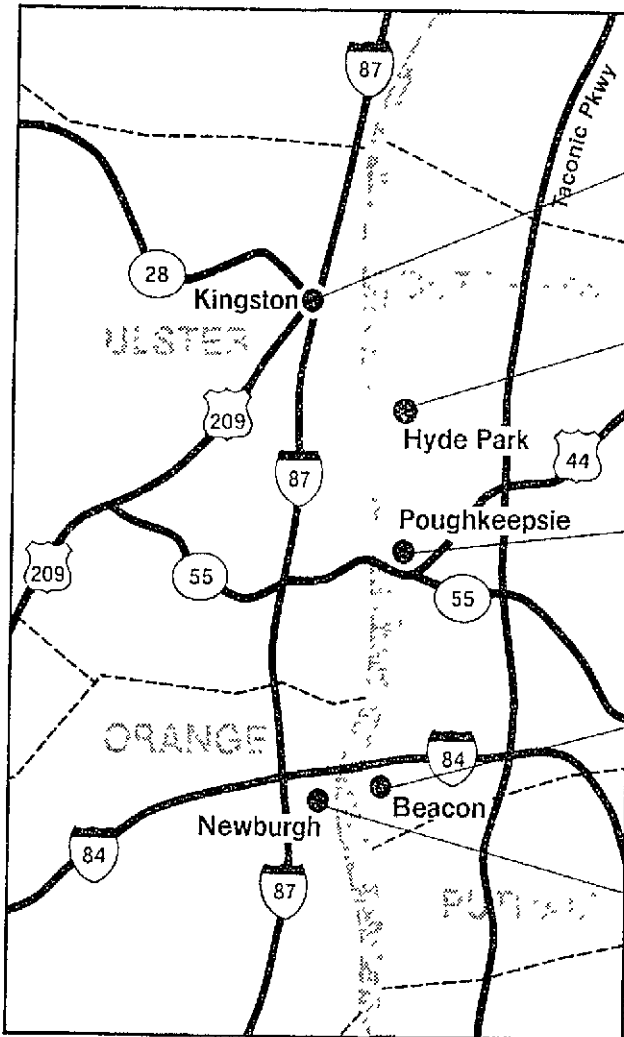 87
Taconic Pkwy
28
Kingston
ULSTER
209
Hyde Park
87
44
Poughkeepsie
209
55
55
ORANGE
84
Beacon
Newburgh
84
87